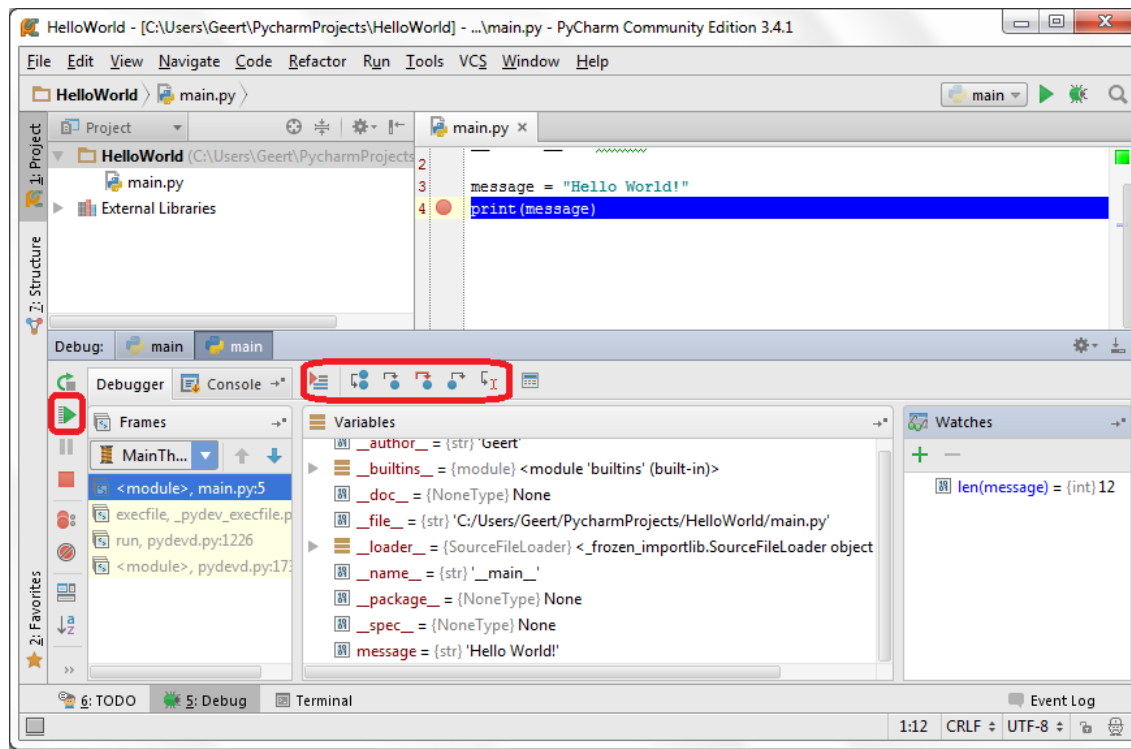 HelloWorld - [C:\Users\Geert\PycharmProjects\HelloWorld] - ...\main.py - PyCharm Community Edition 3.4.1
File Edit View Navigate Code Refactor Run Tools VCS Window Help
HelloWorld main.py main
1: Project
7: Structure
2: Favorites
Project
HelloWorld (C:\Users\Geert\PycharmProjects
main.py
External Libraries
main.py ×
2
3 message = "Hello World!"
4 print(message)
Debug: main main
Debugger Console
Frames
MainTh...
<module>, main.py:5
execfile, _pydev_execfile.p
run, pydevd.py:1226
<module>, pydevd.py:173
Variables
__author__ = {str} 'Geert'
__builtins__ = {module} <module 'builtins' (built-in)>
__doc__ = {NoneType} None
__file__ = {str} 'C:/Users/Geert/PycharmProjects/HelloWorld/main.py'
__loader__ = {SourceFileLoader} <_frozen_importlib.SourceFileLoader object
__name__ = {str} '__main__'
__package__ = {NoneType} None
__spec__ = {NoneType} None
message = {str} 'Hello World!'
Watches
len(message) = {int} 12
6: TODO 5: Debug Terminal Event Log
1:12 CRLF UTF-8